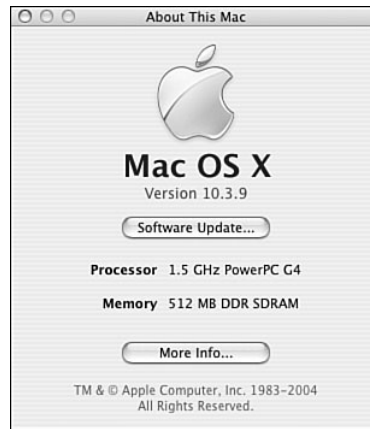 About This Mac
Mac OS X
Version 10.3.9
Software Update...
Processor 1.5 GHz PowerPC G4
Memory 512 MB DDR SDRAM
More Info...
TM & © Apple Computer, Inc. 1983–2004
All Rights Reserved.